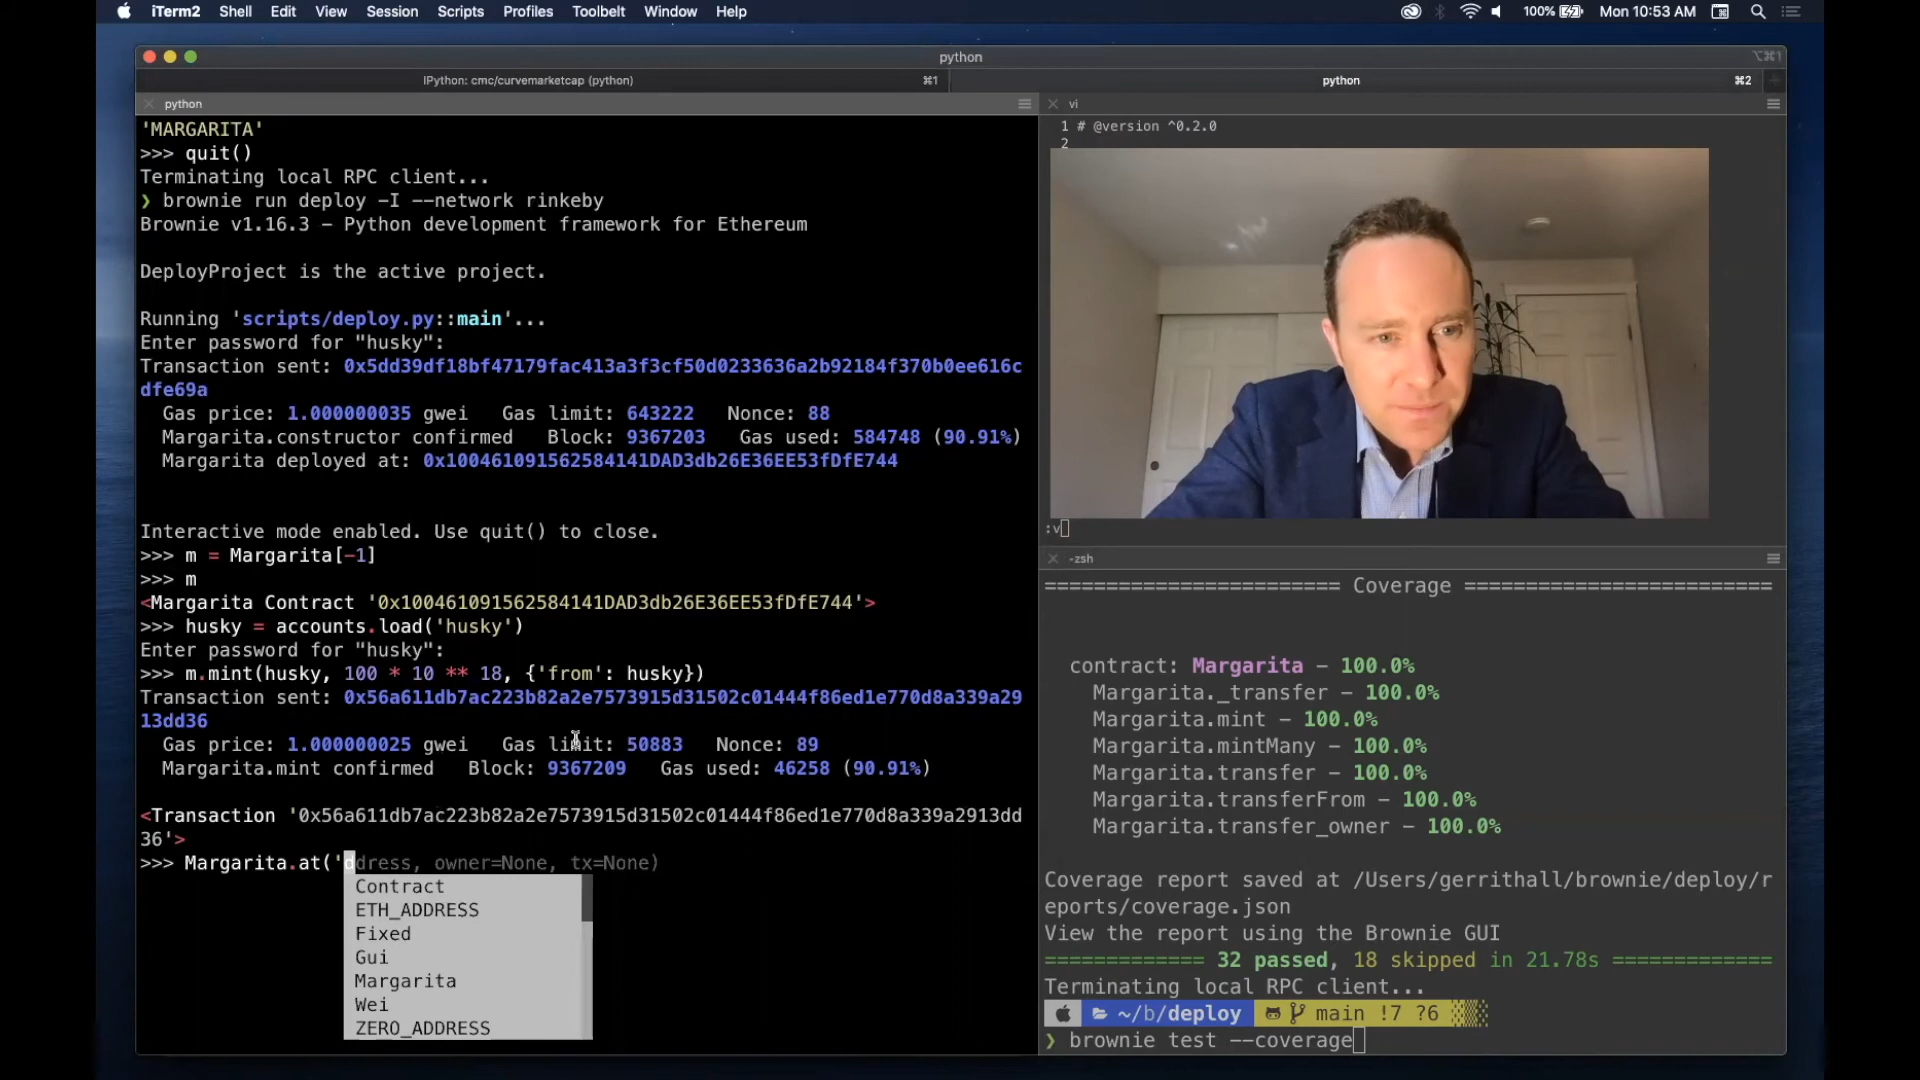 iTerm2 Shell Edit View Session Scripts Profiles Toolbelt Window Help 100% Mon 10:53 AM
python ⌥⌘1
IPython: cmc/curvemarketcap (python) ⌘1 python ⌘2
python
'MARGARITA'
>>> quit()
Terminating local RPC client...
❯ brownie run deploy -I --network rinkeby
Brownie v1.16.3 - Python development framework for Ethereum
DeployProject is the active project.
Running 'scripts/deploy.py::main'...
Enter password for "husky":
Transaction sent: 0x5dd39df18bf47179fac413a3f3cf50d0233636a2b92184f370b0ee616c
dfe69a
Gas price: 1.000000035 gwei Gas limit: 643222 Nonce: 88
Margarita.constructor confirmed Block: 9367203 Gas used: 584748 (90.91%)
Margarita deployed at: 0x100461091562584141DAD3db26E36EE53fDfE744
Interactive mode enabled. Use quit() to close.
>>> m = Margarita[-1]
>>> m
<Margarita Contract '0x100461091562584141DAD3db26E36EE53fDfE744'>
>>> husky = accounts.load('husky')
Enter password for "husky":
>>> m.mint(husky, 100 * 10 ** 18, {'from': husky})
Transaction sent: 0x56a611db7ac223b82a2e7573915d31502c01444f86ed1e770d8a339a29
13dd36
Gas price: 1.000000025 gwei Gas limit: 50883 Nonce: 89
Margarita.mint confirmed Block: 9367209 Gas used: 46258 (90.91%)
<Transaction '0x56a611db7ac223b82a2e7573915d31502c01444f86ed1e770d8a339a2913dd
36'>
>>> Margarita.at('ddress, owner=None, tx=None)
Contract
ETH_ADDRESS
Fixed
Gui
Margarita
Wei
ZERO_ADDRESS
vi
1 # @version ^0.2.0
2
:v
-zsh
======================== Coverage =========================
contract: Margarita - 100.0%
Margarita._transfer - 100.0%
Margarita.mint - 100.0%
Margarita.mintMany - 100.0%
Margarita.transfer - 100.0%
Margarita.transferFrom - 100.0%
Margarita.transfer_owner - 100.0%
Coverage report saved at /Users/gerrithall/brownie/deploy/r
eports/coverage.json
View the report using the Brownie GUI
============= 32 passed, 18 skipped in 21.78s =============
Terminating local RPC client...
~/b/deploy main !7 ?6
❯ brownie test --coverage